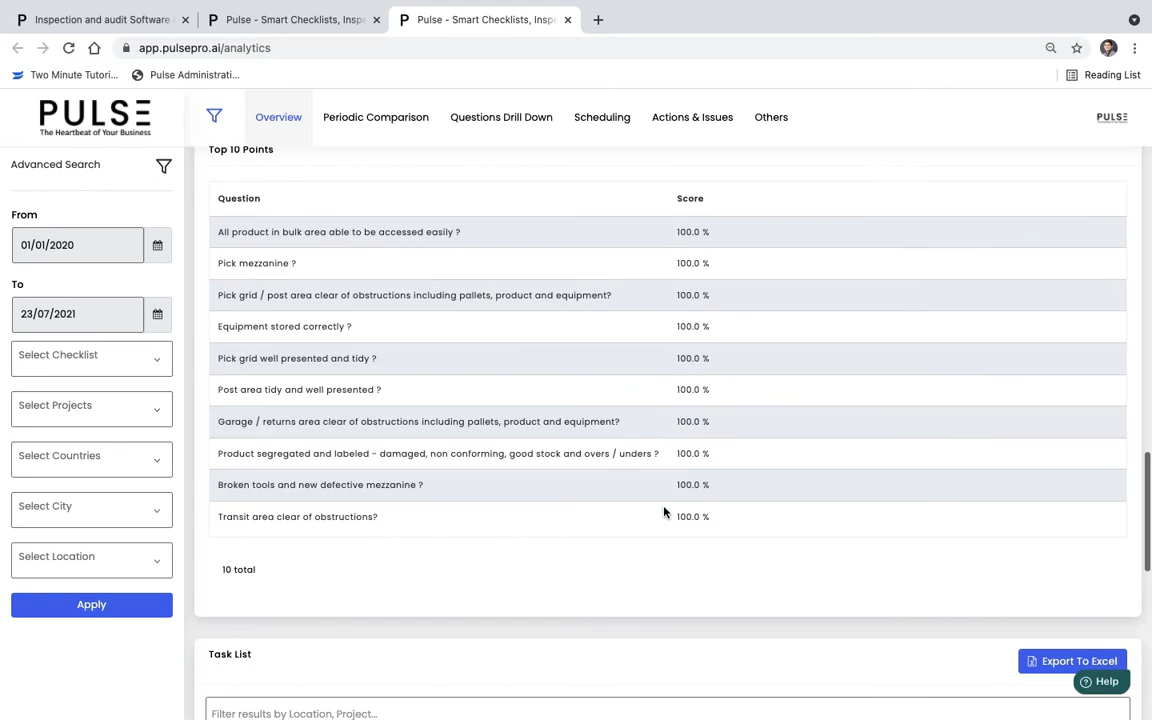 Inspection and audit Software
Pulse - Smart Checklists, Inspe
Pulse - Smart Checklists, Inspe
app.pulsepro.ai/analytics
Two Minute Tutori...
Pulse Administrati...
Reading List
PULSE
The Heartbeat of Your Business
Overview
Periodic Comparison
Questions Drill Down
Scheduling
Actions & Issues
Others
PULSE
Advanced Search
From
01/01/2020
To
23/07/2021
Select Checklist
Select Projects
Select Countries
Select City
Select Location
Apply
Top 10 Points
Question Score
All product in bulk area able to be accessed easily ? 100.0 %
Pick mezzanine ? 100.0 %
Pick grid / post area clear of obstructions including pallets, product and equipment? 100.0 %
Equipment stored correctly ? 100.0 %
Pick grid well presented and tidy ? 100.0 %
Post area tidy and well presented ? 100.0 %
Garage / returns area clear of obstructions including pallets, product and equipment? 100.0 %
Product segregated and labeled - damaged, non conforming, good stock and overs / unders ? 100.0 %
Broken tools and new defective mezzanine ? 100.0 %
Transit area clear of obstructions? 100.0 %
10 total
Task List
Export To Excel
Help
Filter results by Location, Project...